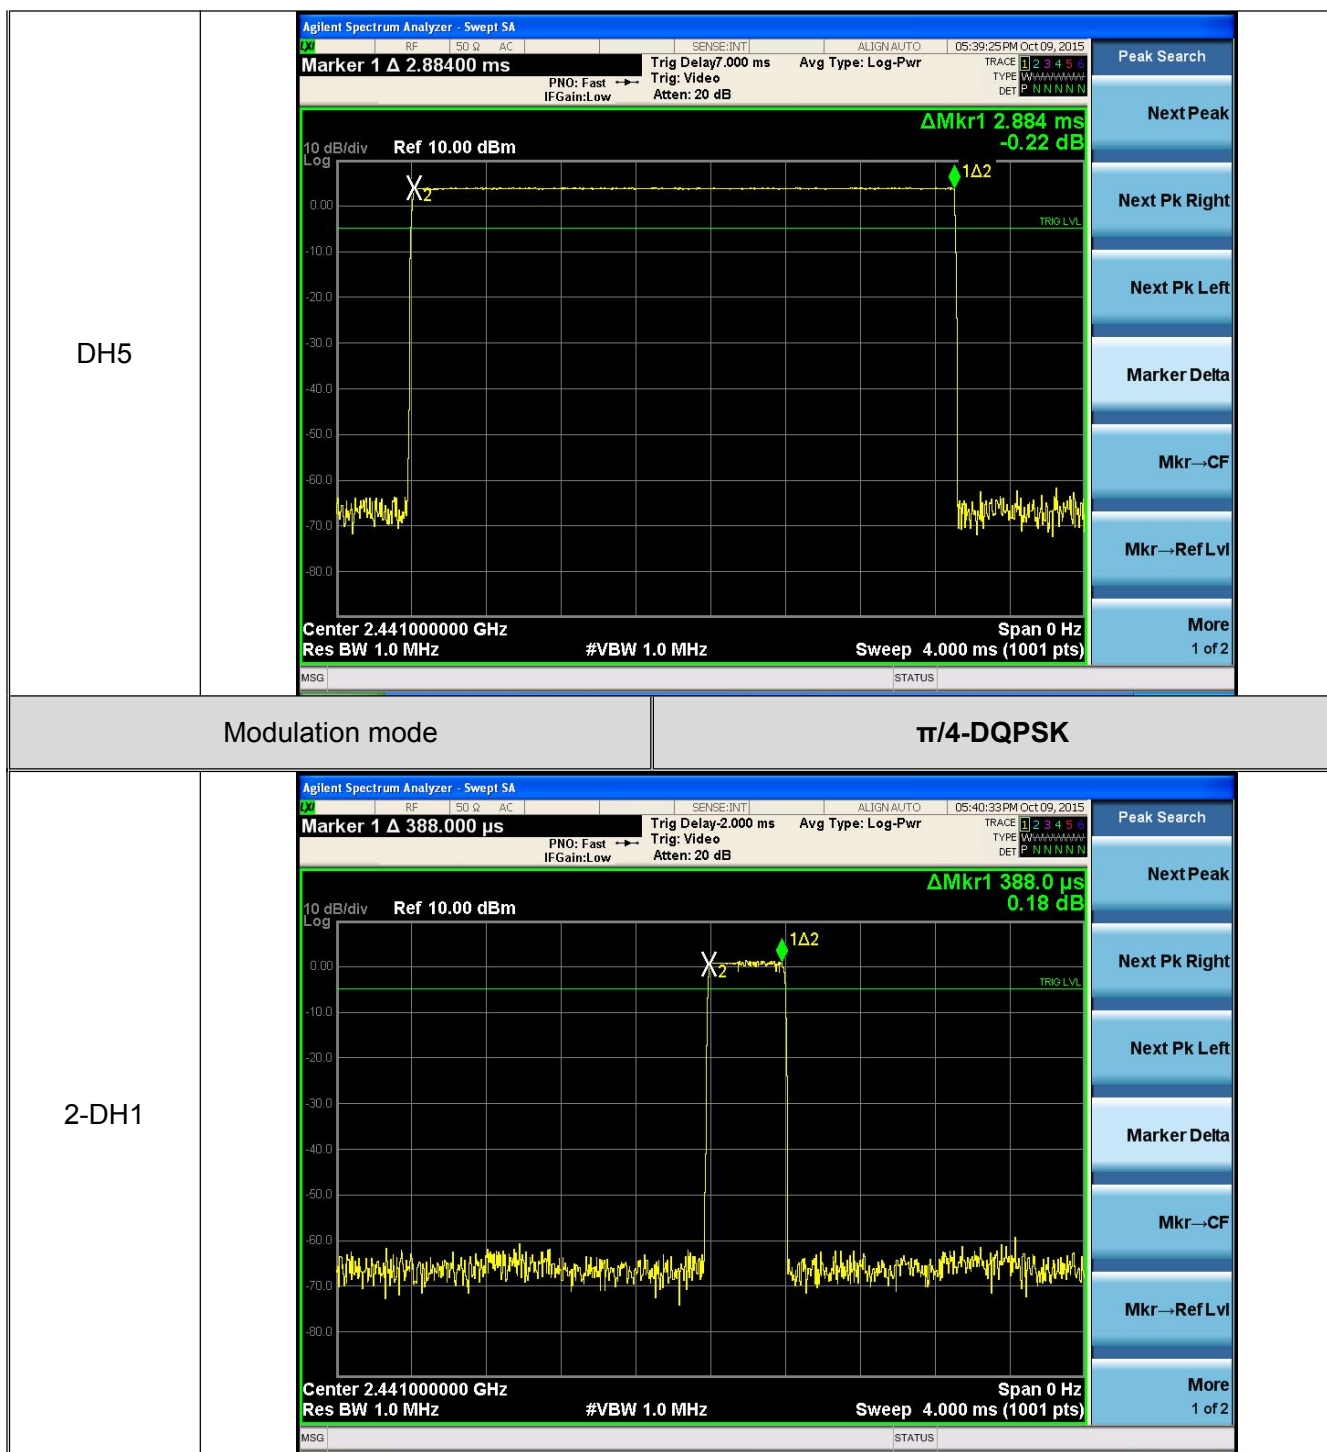 DH5
Agilent Spectrum Analyzer - Swept SA
LXI RF 50 Ω AC SENSE:INT ALIGN AUTO 05:39:25 PM Oct 09, 2015
Marker 1 Δ 2.88400 ms
PNO: Fast
IFGain:Low
Trig Delay7.000 ms
Trig: Video
Atten: 20 dB
Avg Type: Log-Pwr
TRACE 1 2 3 4 5 6
TYPE
DET P N N N N N
ΔMkr1 2.884 ms
-0.22 dB
10 dB/div Ref 10.00 dBm
Log
1Δ2
2
TRIG LVL
0.00
-10.0
-20.0
-30.0
-40.0
-50.0
-60.0
-70.0
-80.0
Center 2.441000000 GHz Span 0 Hz
Res BW 1.0 MHz #VBW 1.0 MHz Sweep 4.000 ms (1001 pts)
MSG STATUS
Peak Search
Next Peak
Next Pk Right
Next Pk Left
Marker Delta
Mkr→CF
Mkr→Ref Lvl
More
1 of 2
Modulation mode π/4-DQPSK
2-DH1
Agilent Spectrum Analyzer - Swept SA
LXI RF 50 Ω AC SENSE:INT ALIGN AUTO 05:40:33 PM Oct 09, 2015
Marker 1 Δ 388.000 µs
PNO: Fast
IFGain:Low
Trig Delay-2.000 ms
Trig: Video
Atten: 20 dB
Avg Type: Log-Pwr
TRACE 1 2 3 4 5 6
TYPE
DET P N N N N N
ΔMkr1 388.0 µs
0.18 dB
10 dB/div Ref 10.00 dBm
Log
1Δ2
2
TRIG LVL
0.00
-10.0
-20.0
-30.0
-40.0
-50.0
-60.0
-70.0
-80.0
Center 2.441000000 GHz Span 0 Hz
Res BW 1.0 MHz #VBW 1.0 MHz Sweep 4.000 ms (1001 pts)
MSG STATUS
Peak Search
Next Peak
Next Pk Right
Next Pk Left
Marker Delta
Mkr→CF
Mkr→Ref Lvl
More
1 of 2